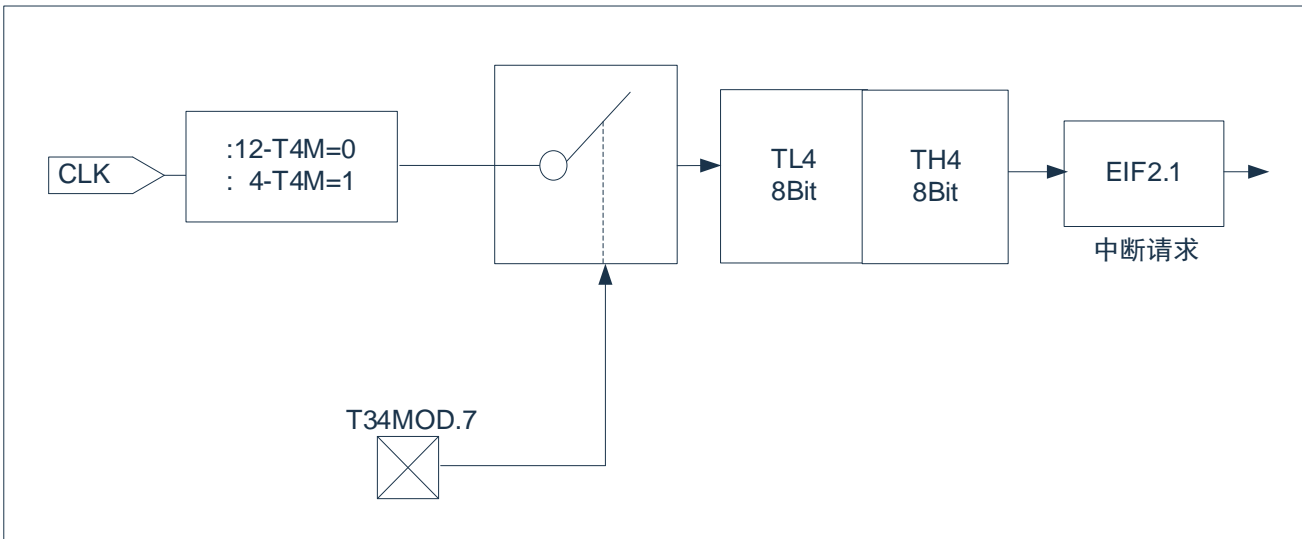 CLK
:12-T4M=0
: 4-T4M=1
TL4
8Bit
TH4
8Bit
EIF2.1
中断请求
T34MOD.7